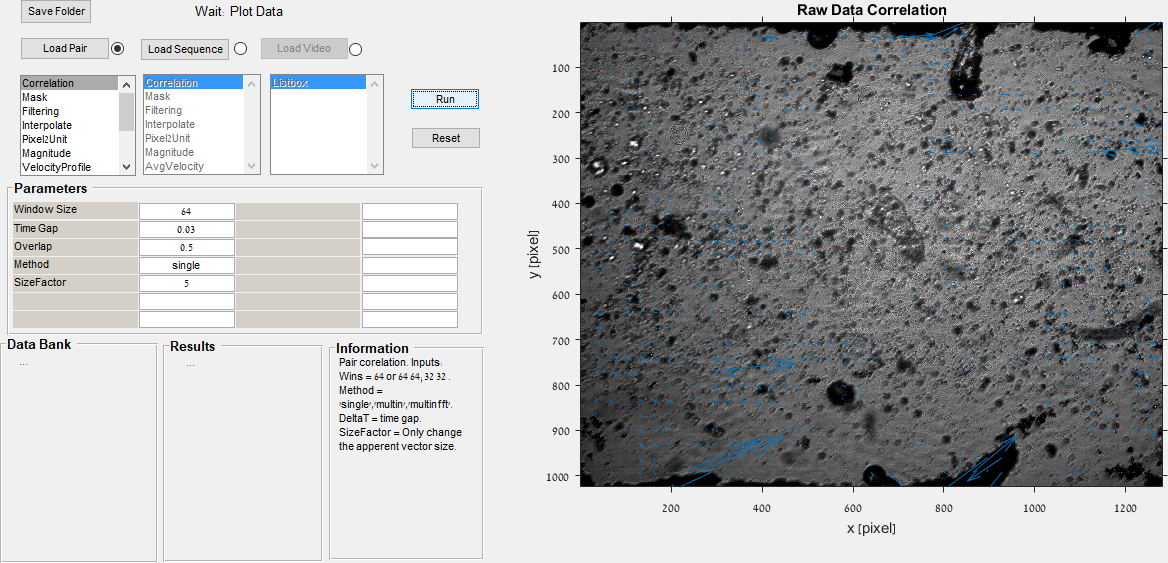 Save Folder
Wait: Plot Data
Load Pair
Load Sequence
Load Video
Correlation
Mask
Filtering
Interpolate
Pixel2Unit
Magnitude
VelocityProfile
Correlation
Mask
Filtering
Interpolate
Pixel2Unit
Magnitude
AvgVelocity
Listbox
Run
Reset
Parameters
Window Size 64
Time Gap 0.03
Overlap 0.5
Method single
SizeFactor 5
Data Bank
...
Results
...
Information
Pair corelation. Inputs:
Wins = 64 or 64 64, 32 32 .
Method =
'single','multin','multinfft'.
DeltaT = time gap.
SizeFactor = Only change
the apperent vector size.
Raw Data Correlation
y [pixel]
100
200
300
400
500
600
700
800
900
1000
200 400 600 800 1000 1200
x [pixel]